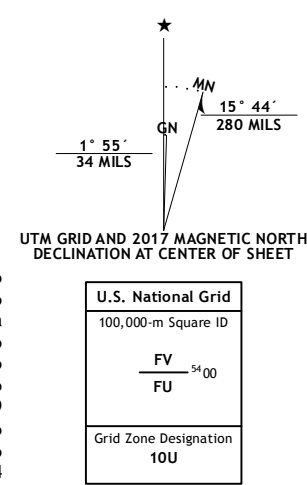 ★
MN
GN
15° 44´
280 MILS
1° 55´
34 MILS
UTM GRID AND 2017 MAGNETIC NORTH
DECLINATION AT CENTER OF SHEET
U.S. National Grid
100,000-m Square ID
FV
5400
FU
Grid Zone Designation
10U